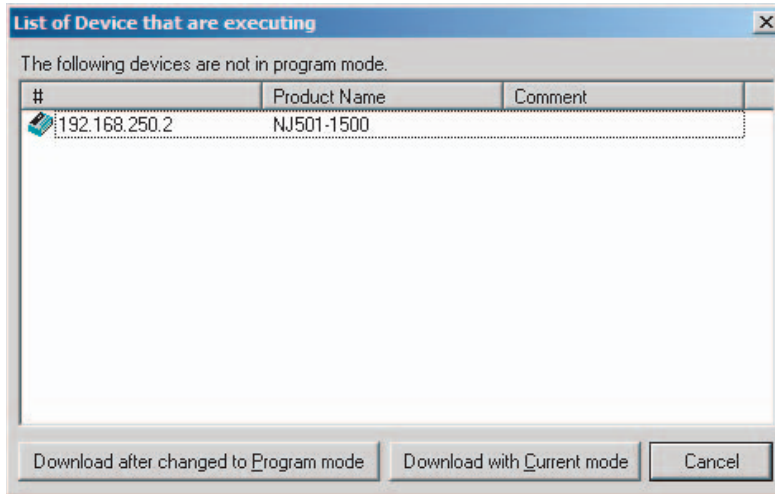 List of Device that are executing
The following devices are not in program mode.
# Product Name Comment
192.168.250.2 NJ501-1500
Download after changed to Program mode Download with Current mode Cancel